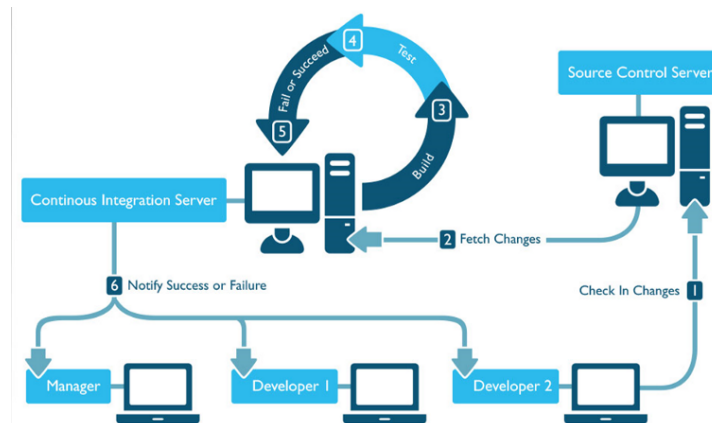 4
Test
Fail or Succeed
Source Control Server
3
5
Build
Continous Integration Server
2 Fetch Changes
6 Notify Success or Failure
Check In Changes 1
Manager
Developer 1
Developer 2